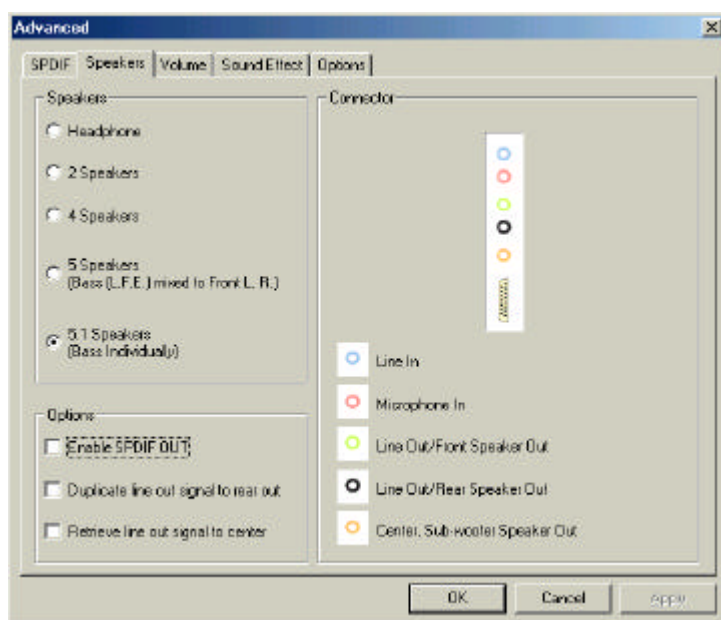 Advanced
SPDIF Speakers Volume Sound Effect Options
Speakers
Headphone
2 Speakers
4 Speakers
5 Speakers
(Bass (L.F.E.) mixed to Front L. R.)
5.1 Speakers
(Bass Individually)
Options
Enable SPDIF OUT
Duplicate line out signal to rear out
Retrieve line out signal to center
Connector
Line In
Microphone In
Line Out/Front Speaker Out
Line Out/Rear Speaker Out
Center, Sub-woofer Speaker Out
OK Cancel Apply